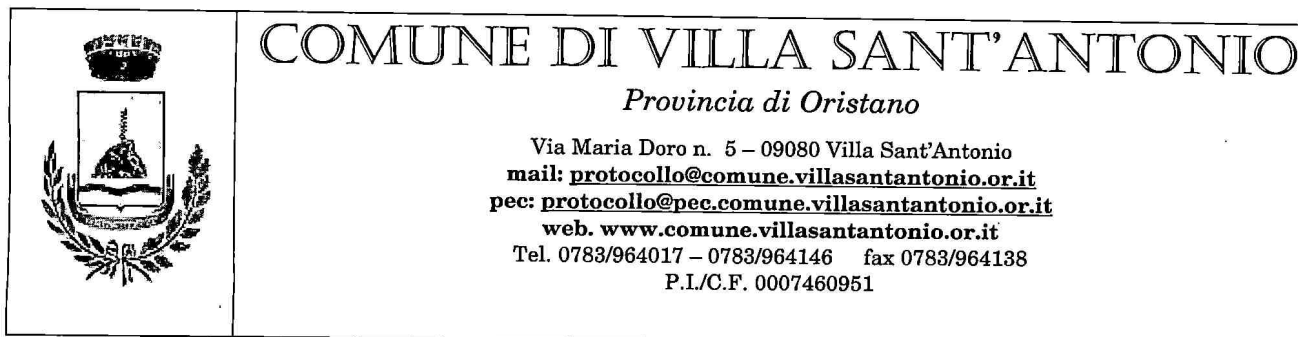 COMUNE DI VILLA SANT'ANTONIO
Provincia di Oristano
Via Maria Doro n. 5 – 09080 Villa Sant'Antonio
mail: protocollo@comune.villasantantonio.or.it
pec: protocollo@pec.comune.villasantantonio.or.it
web. www.comune.villasantantonio.or.it
Tel. 0783/964017 – 0783/964146 fax 0783/964138
P.I./C.F. 0007460951